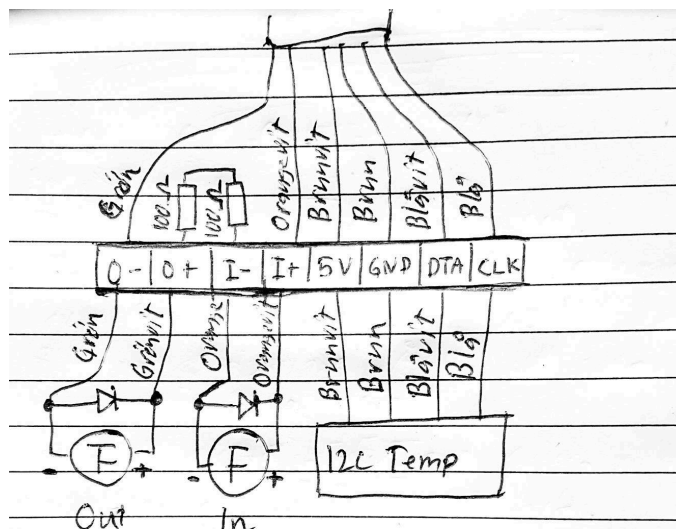 Grön 100Ω 100Ω Orangevit Brunvit Brun Blåvit Blå
O- O+ I- I+ 5V GND DTA CLK
Grön Grönvit Orange Orangevit Brunvit Brun Blåvit Blå
F F I2C Temp
- + - +
Out In